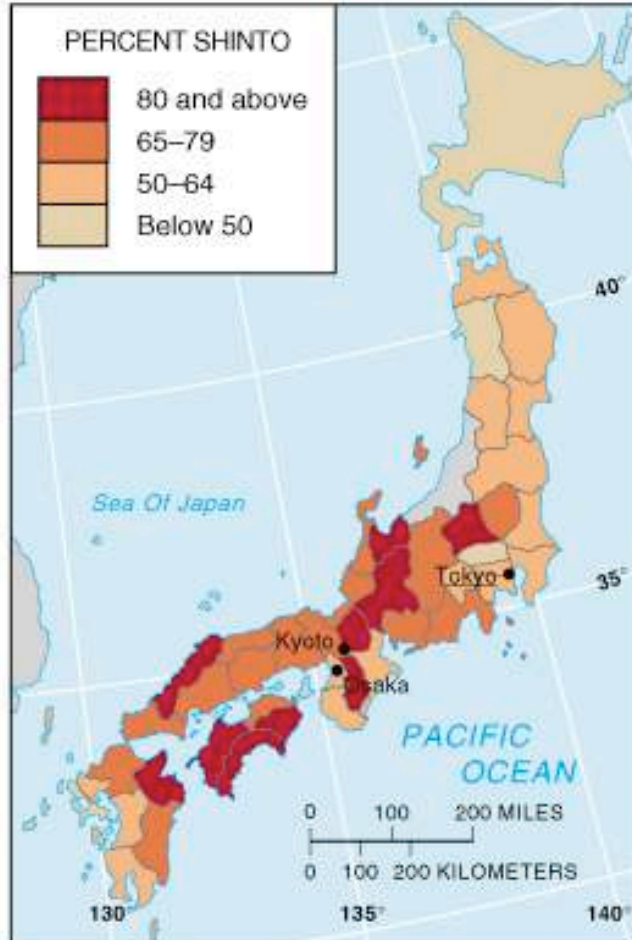 PERCENT SHINTO
80 and above
65–79
50–64
Below 50
40°
Sea Of Japan
Tokyo
35°
Kyoto
Osaka
PACIFIC
OCEAN
0 100 200 MILES
0 100 200 KILOMETERS
130° 135° 140°